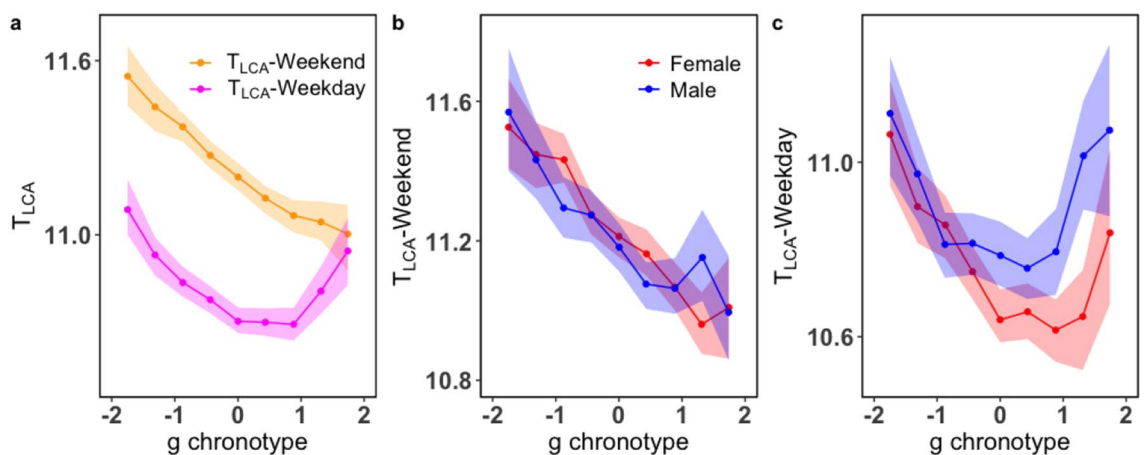 a
T_LCA
11.6
11.0
T_LCA-Weekend
T_LCA-Weekday
-2 -1 0 1 2
g chronotype
b
T_LCA-Weekend
11.6
11.2
10.8
Female
Male
-2 -1 0 1 2
g chronotype
c
T_LCA-Weekday
11.0
10.6
-2 -1 0 1 2
g chronotype